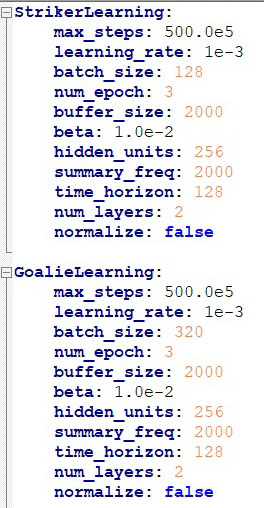 StrikerLearning:
max_steps: 500.0e5
learning_rate: 1e-3
batch_size: 128
num_epoch: 3
buffer_size: 2000
beta: 1.0e-2
hidden_units: 256
summary_freq: 2000
time_horizon: 128
num_layers: 2
normalize: false
GoalieLearning:
max_steps: 500.0e5
learning_rate: 1e-3
batch_size: 320
num_epoch: 3
buffer_size: 2000
beta: 1.0e-2
hidden_units: 256
summary_freq: 2000
time_horizon: 128
num_layers: 2
normalize: false